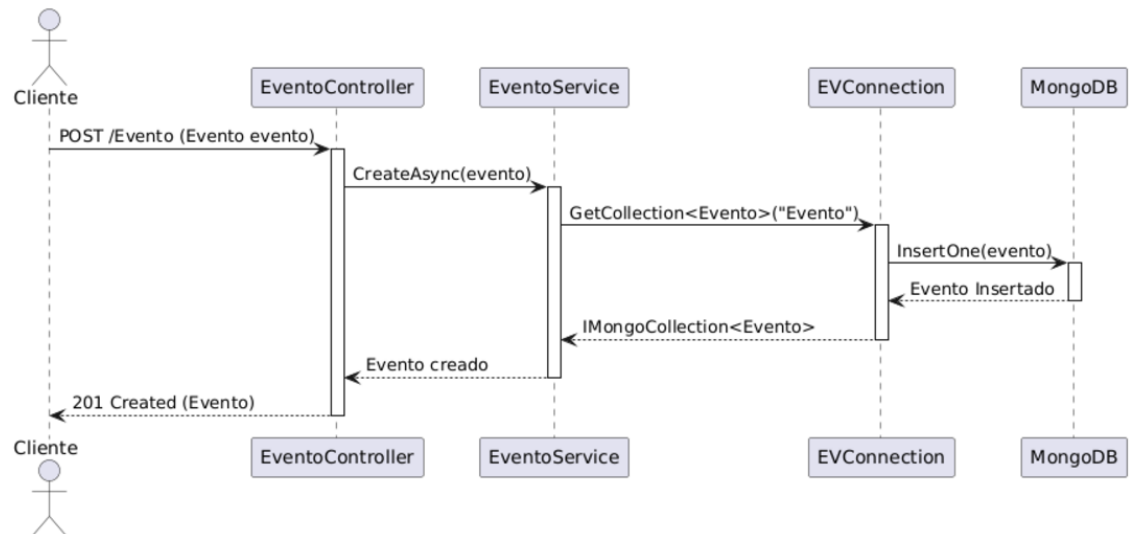 Cliente
EventoController
EventoService
EVConnection
MongoDB
POST /Evento (Evento evento)
CreateAsync(evento)
GetCollection<Evento>("Evento")
InsertOne(evento)
Evento Insertado
IMongoCollection<Evento>
Evento creado
201 Created (Evento)
Cliente
EventoController
EventoService
EVConnection
MongoDB